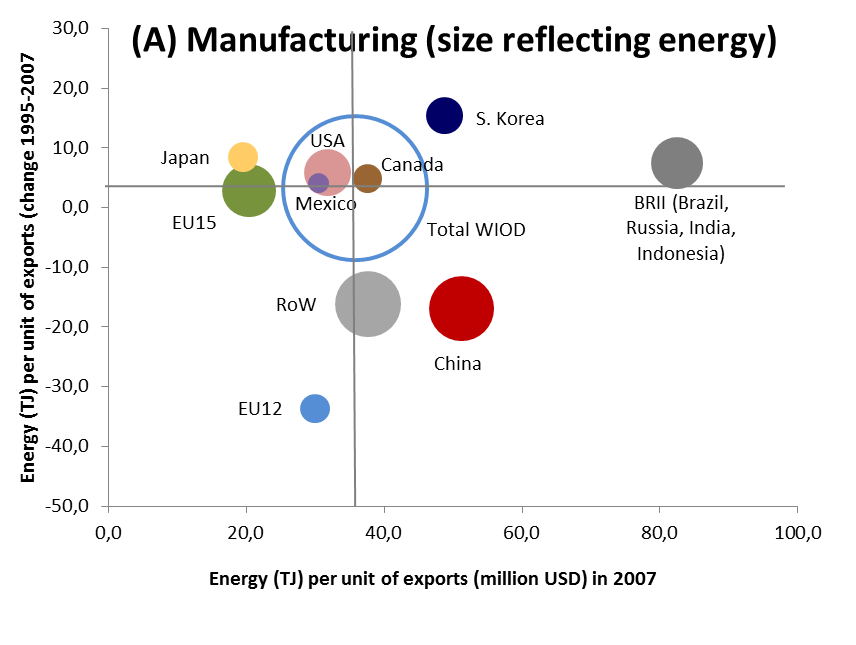 (A) Manufacturing (size reflecting energy)
Energy (TJ) per unit of exports (change 1995-2007
30,0
20,0
10,0
0,0
-10,0
-20,0
-30,0
-40,0
-50,0
S. Korea
USA
Japan
Canada
Mexico
BRII (Brazil,
Russia, India,
Indonesia)
EU15
Total WIOD
RoW
China
EU12
0,0
20,0
40,0
60,0
80,0
100,0
Energy (TJ) per unit of exports (million USD) in 2007